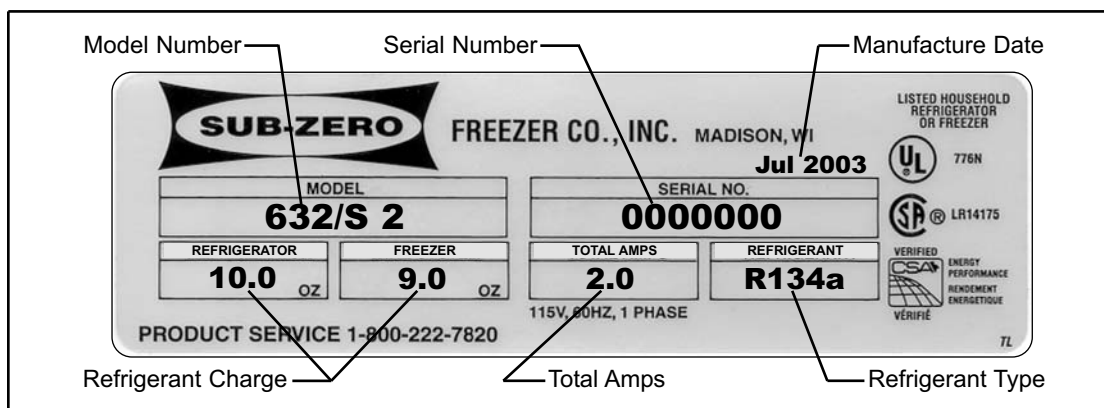 Model Number
Serial Number
Manufacture Date
SUB-ZERO
FREEZER CO., INC. MADISON, WI
Jul 2003
LISTED HOUSEHOLD
REFRIGERATOR
OR FREEZER
UL
®
776N
MODEL
632/S 2
SERIAL NO.
0000000
SA ® LR14175
REFRIGERATOR
10.0 OZ
FREEZER
9.0 OZ
TOTAL AMPS
2.0
REFRIGERANT
R134a
VERIFIED
CSA
ENERGY
PERFORMANCE
RENDEMENT
ENERGETIQUE
VÉRIFIÉ
115V, 60HZ, 1 PHASE
PRODUCT SERVICE 1-800-222-7820
TL
Refrigerant Charge
Total Amps
Refrigerant Type